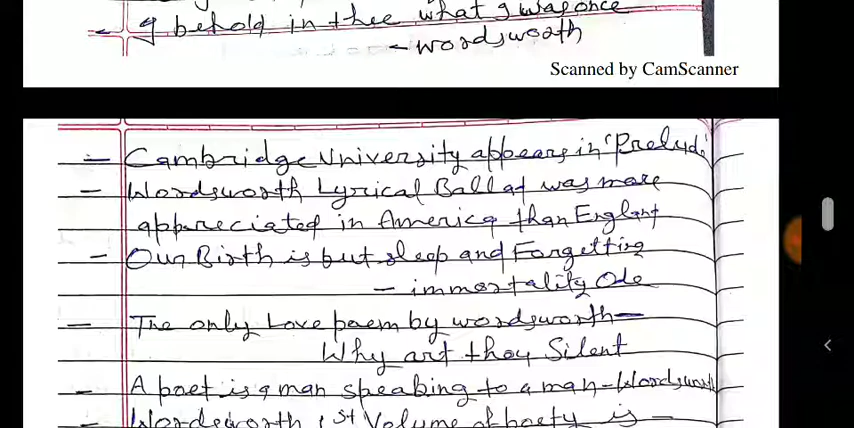 - I behold in thee what I was once
- Wordsworth
Scanned by CamScanner
- Cambridge University appears in 'Prelud.
- Wordsworth Lyrical Ballad was more
appreciated in America than England
- Our Birth is but sleep and Forgetting
- immortality Ode
- The only Love poem by wordsworth-
Why art thou Silent
- A poet is a man speaking to a man-Wordsworth
- Wordsworth 1st Volume of poety is -